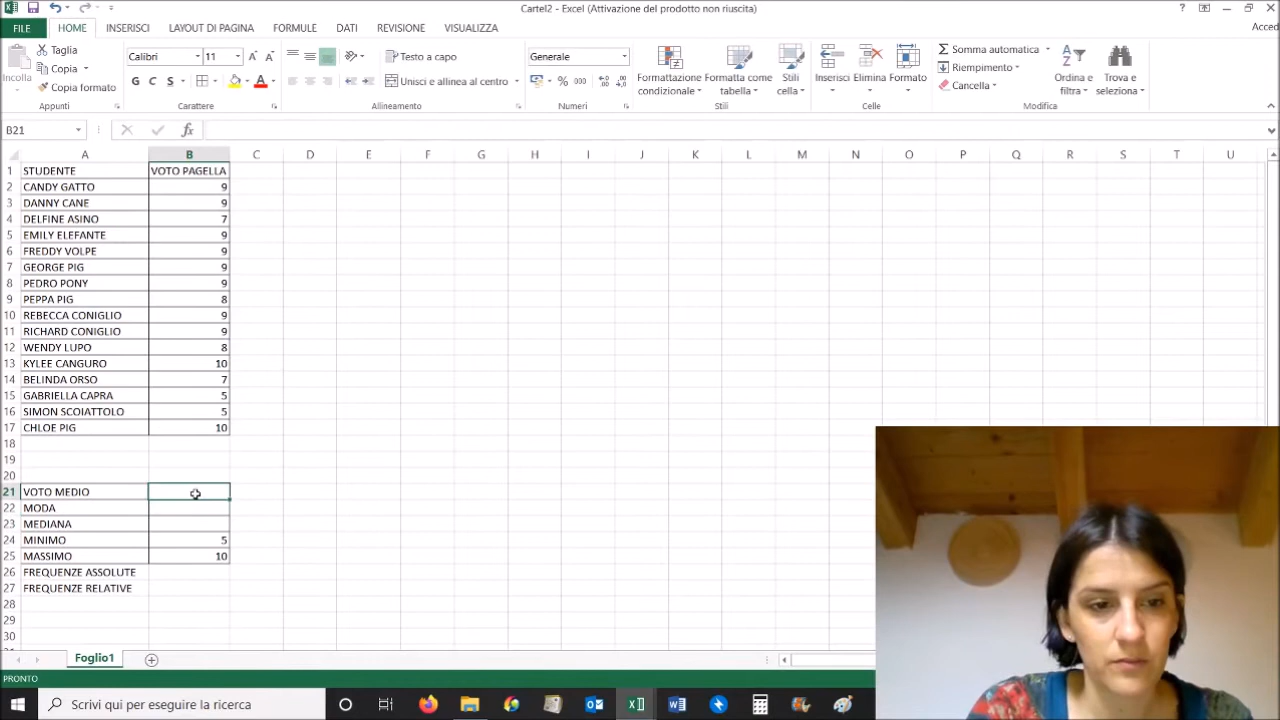 Cartel2 - Excel (Attivazione del prodotto non riuscita)
FILE HOME INSERISCI LAYOUT DI PAGINA FORMULE DATI REVISIONE VISUALIZZA Acced
Incolla
Taglia
Copia
Copia formato
Appunti
Calibri 11
G C S
Carattere
Testo a capo
Unisci e allinea al centro
Allineamento
Generale
% 000
Numeri
Formattazione condizionale
Formatta come tabella
Stili cella
Stili
Inserisci Elimina Formato
Celle
Somma automatica
Riempimento
Cancella
Ordina e filtra
Trova e seleziona
Modifica
B21 fx
A B C D E F G H I J K L M N O P Q R S T U
1 STUDENTE VOTO PAGELLA
2 CANDY GATTO 9
3 DANNY CANE 9
4 DELFINE ASINO 7
5 EMILY ELEFANTE 9
6 FREDDY VOLPE 9
7 GEORGE PIG 9
8 PEDRO PONY 9
9 PEPPA PIG 8
10 REBECCA CONIGLIO 9
11 RICHARD CONIGLIO 9
12 WENDY LUPO 8
13 KYLEE CANGURO 10
14 BELINDA ORSO 7
15 GABRIELLA CAPRA 5
16 SIMON SCOIATTOLO 5
17 CHLOE PIG 10
18
19
20
21 VOTO MEDIO
22 MODA
23 MEDIANA
24 MINIMO 5
25 MASSIMO 10
26 FREQUENZE ASSOLUTE
27 FREQUENZE RELATIVE
28
29
30
Foglio1
PRONTO
Scrivi qui per eseguire la ricerca